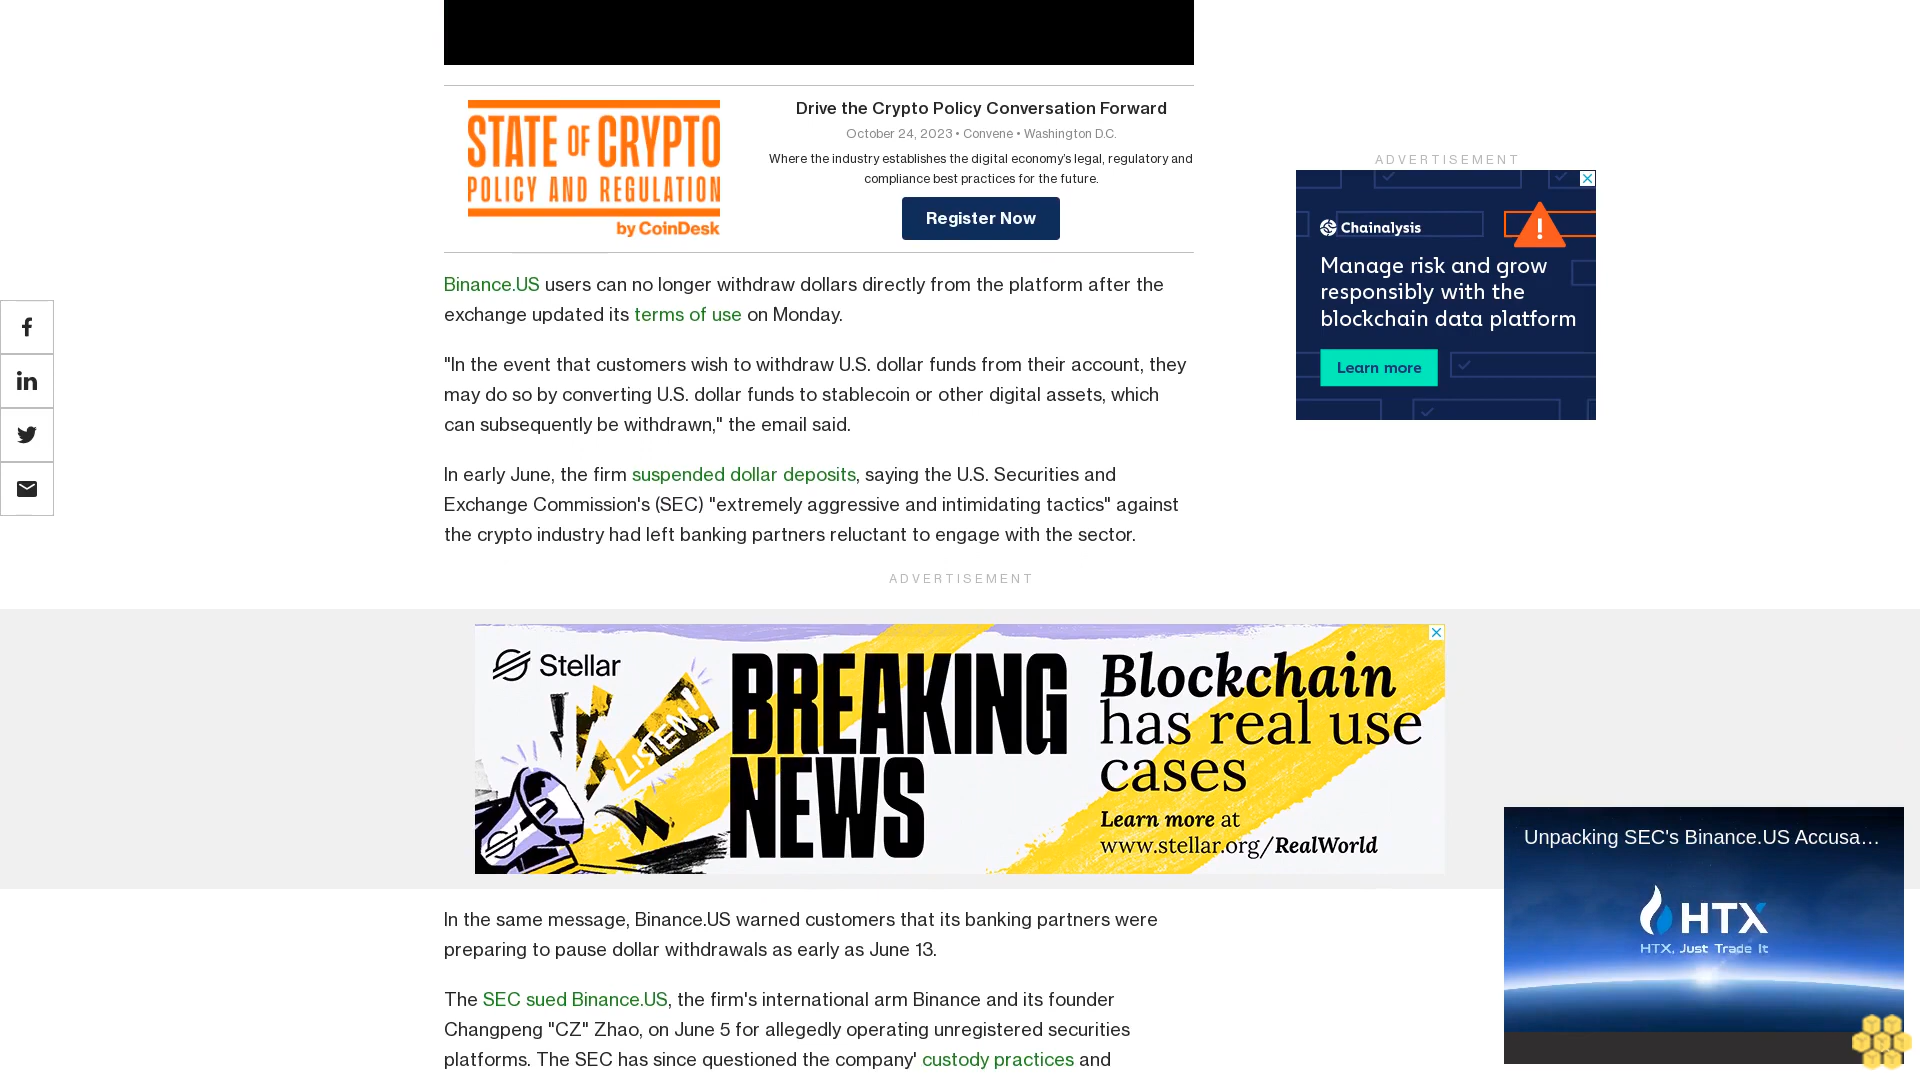 STATE OF CRYPTO
POLICY AND REGULATION
by CoinDesk
Drive the Crypto Policy Conversation Forward
October 24, 2023 • Convene • Washington D.C.
Where the industry establishes the digital economy's legal, regulatory and
compliance best practices for the future.
Register Now
ADVERTISEMENT
Chainalysis
Manage risk and grow
responsibly with the
blockchain data platform
Learn more
Binance.US users can no longer withdraw dollars directly from the platform after the
exchange updated its terms of use on Monday.
"In the event that customers wish to withdraw U.S. dollar funds from their account, they
may do so by converting U.S. dollar funds to stablecoin or other digital assets, which
can subsequently be withdrawn," the email said.
In early June, the firm suspended dollar deposits, saying the U.S. Securities and
Exchange Commission's (SEC) "extremely aggressive and intimidating tactics" against
the crypto industry had left banking partners reluctant to engage with the sector.
ADVERTISEMENT
Stellar
LISTEN!
BREAKING
NEWS
Blockchain
has real use
cases
Learn more at
www.stellar.org/RealWorld
Unpacking SEC's Binance.US Accusa...
HTX
HTX, Just Trade It
In the same message, Binance.US warned customers that its banking partners were
preparing to pause dollar withdrawals as early as June 13.
The SEC sued Binance.US, the firm's international arm Binance and its founder
Changpeng "CZ" Zhao, on June 5 for allegedly operating unregistered securities
platforms. The SEC has since questioned the company' custody practices and